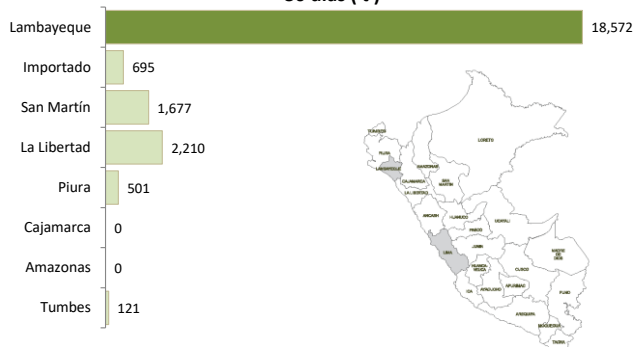 30 días ( t )
Lambayeque 18,572
Importado 695
San Martín 1,677
La Libertad 2,210
Piura 501
Cajamarca 0
Amazonas 0
Tumbes 121
TUMBES
PIURA
LORETO
LAMBAYEQUE
AMAZONAS
CAJAMARCA
SAN
MARTIN
LA LIBERTAD
ANCASH
HUANUCO
UCAYALI
PASCO
LIMA
JUNIN
MADRE
DE
DIOS
HUANCA-
VELICA
CUSCO
ICA
AYACUCHO
APURIMAC
PUNO
AREQUIPA
MOQUEGUA
TACNA